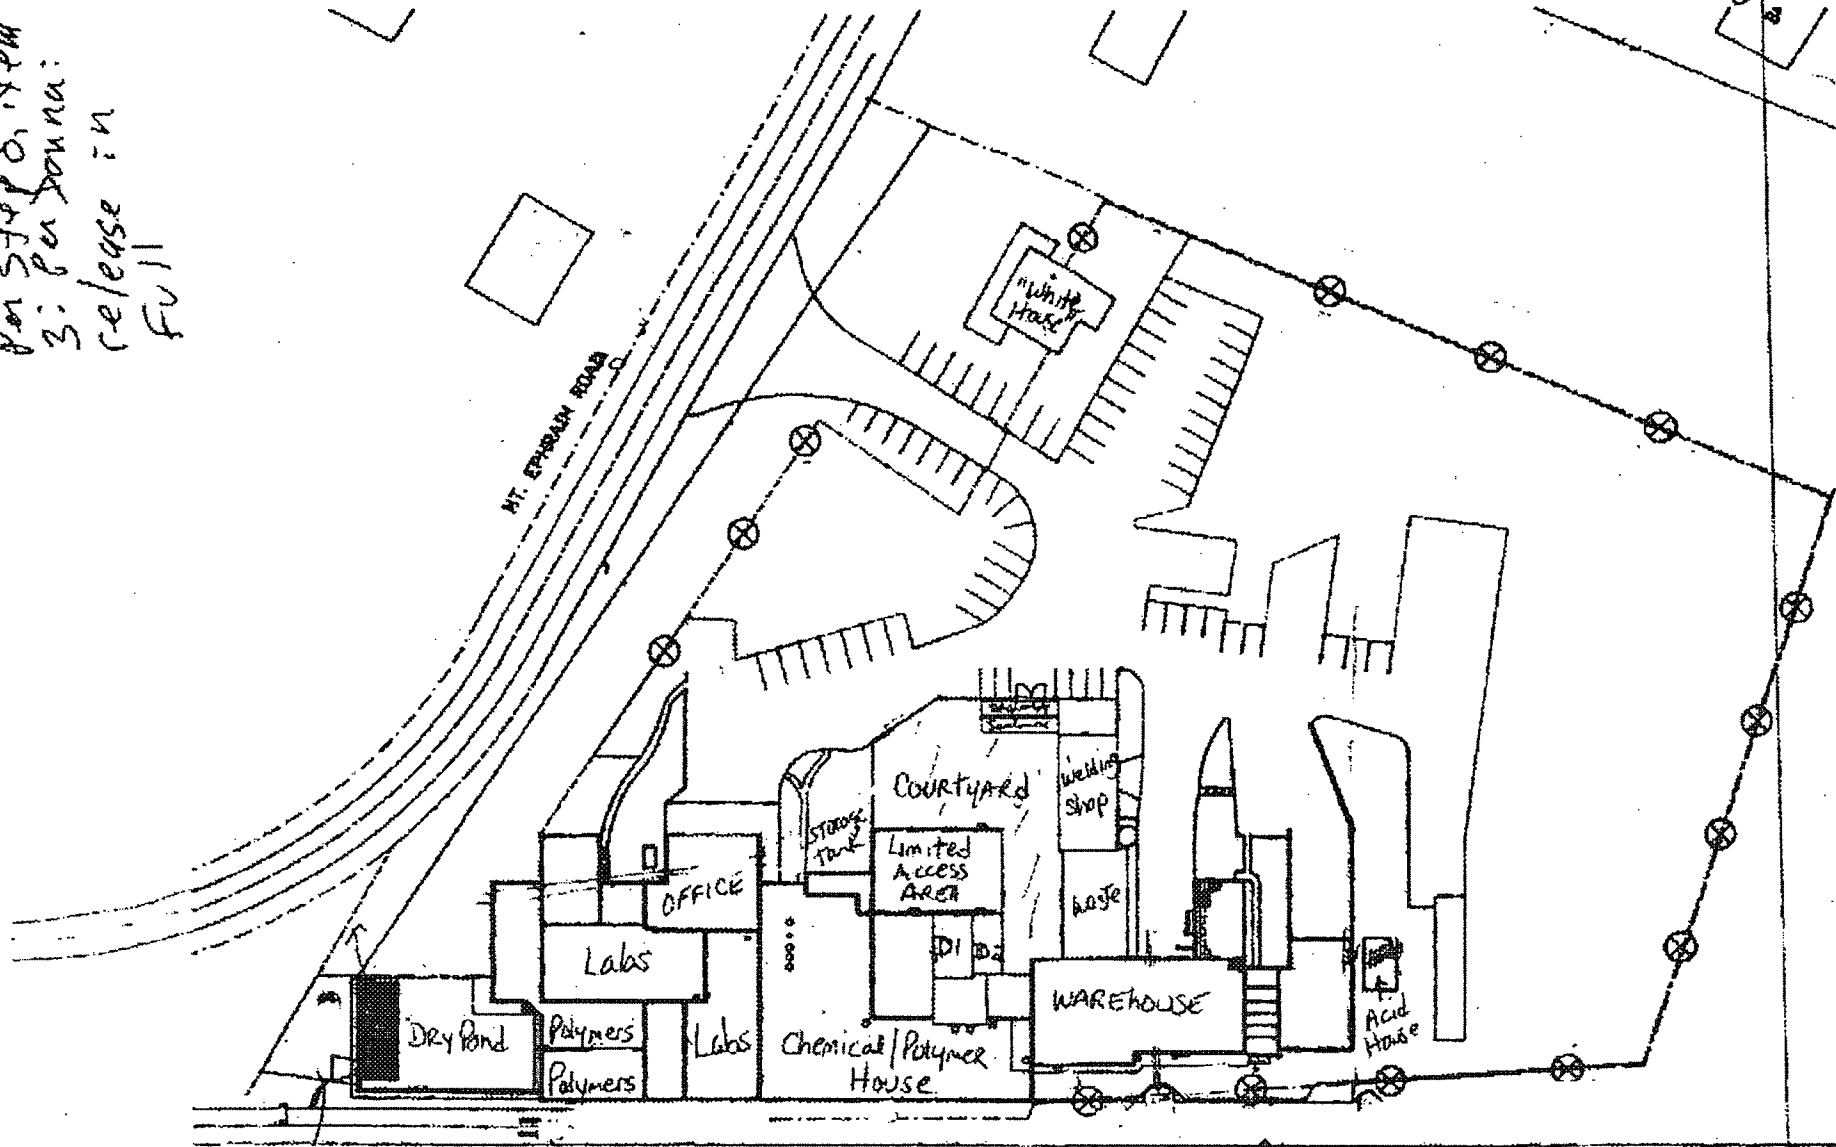 3: Per Donna:
release in
Full
MT. EPHRAIM ROAD
"White
House"
COURTYARD
Welding
Shop
STORAGE
Tank
Limited
ACCESS
AREA
OFFICE
Waste
D1
D2
Labs
WAREHOUSE
DRy Pond
Polymers
Polymers
Labs
Chemical/Polymer
House
Acid
House